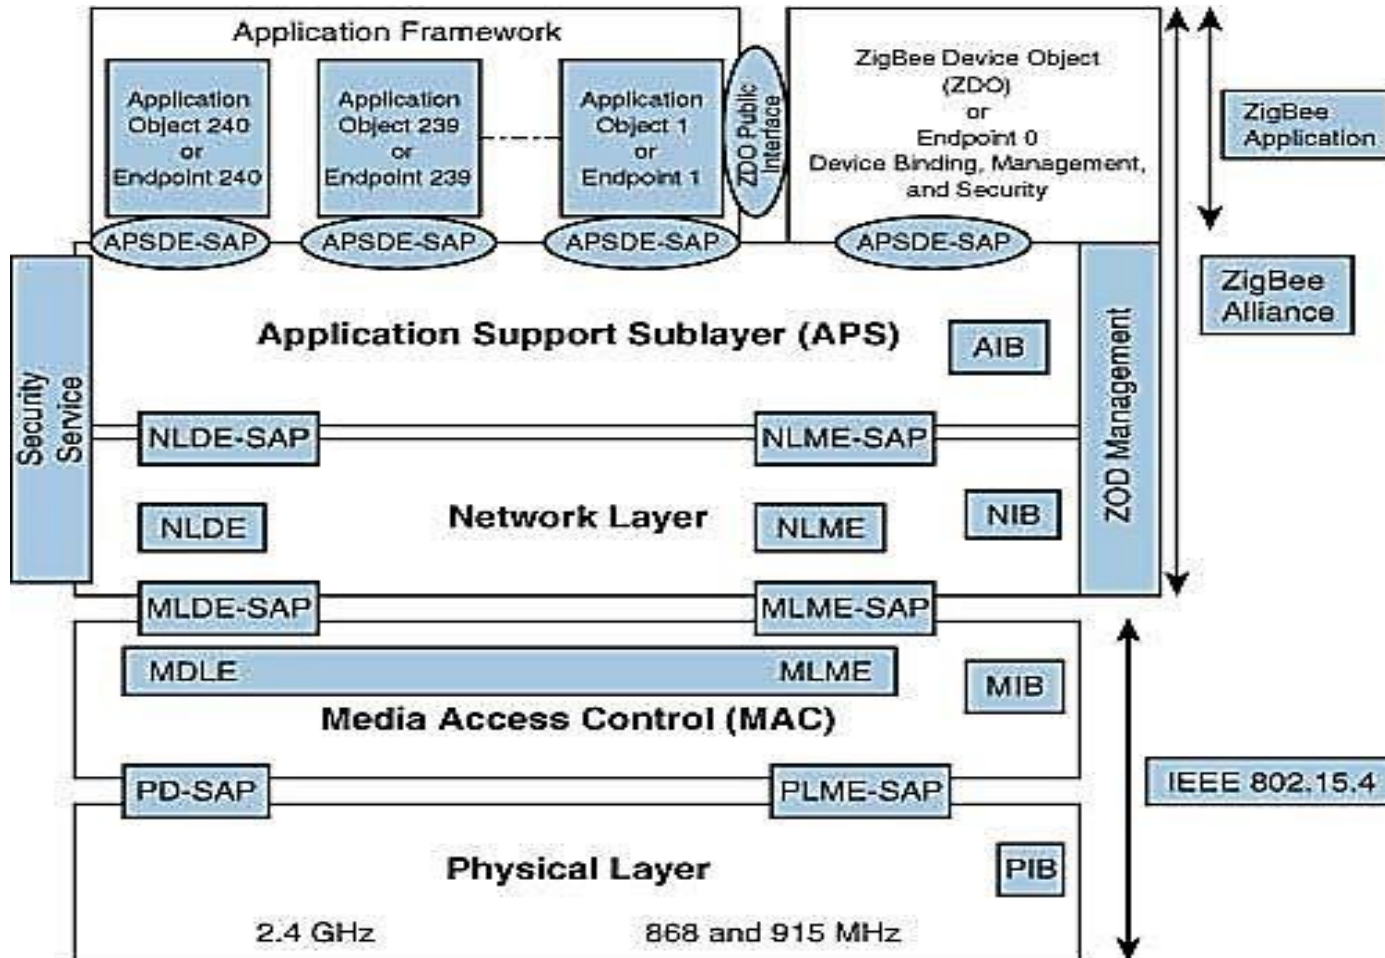 Application Framework
Application
Object 240
or
Endpoint 240
Application
Object 239
or
Endpoint 239
Application
Object 1
or
Endpoint 1
ZDO Public
Interface
ZigBee Device Object
(ZDO)
or
Endpoint 0
Device Binding, Management,
and Security
ZigBee
Application
APSDE-SAP
APSDE-SAP
APSDE-SAP
APSDE-SAP
ZigBee
Alliance
Security
Service
Application Support Sublayer (APS)
AIB
ZOD Management
NLDE-SAP
NLME-SAP
NLDE
Network Layer
NLME
NIB
MLDE-SAP
MLME-SAP
MDLE
MLME
MIB
Media Access Control (MAC)
PD-SAP
PLME-SAP
IEEE 802.15.4
Physical Layer
PIB
2.4 GHz
868 and 915 MHz